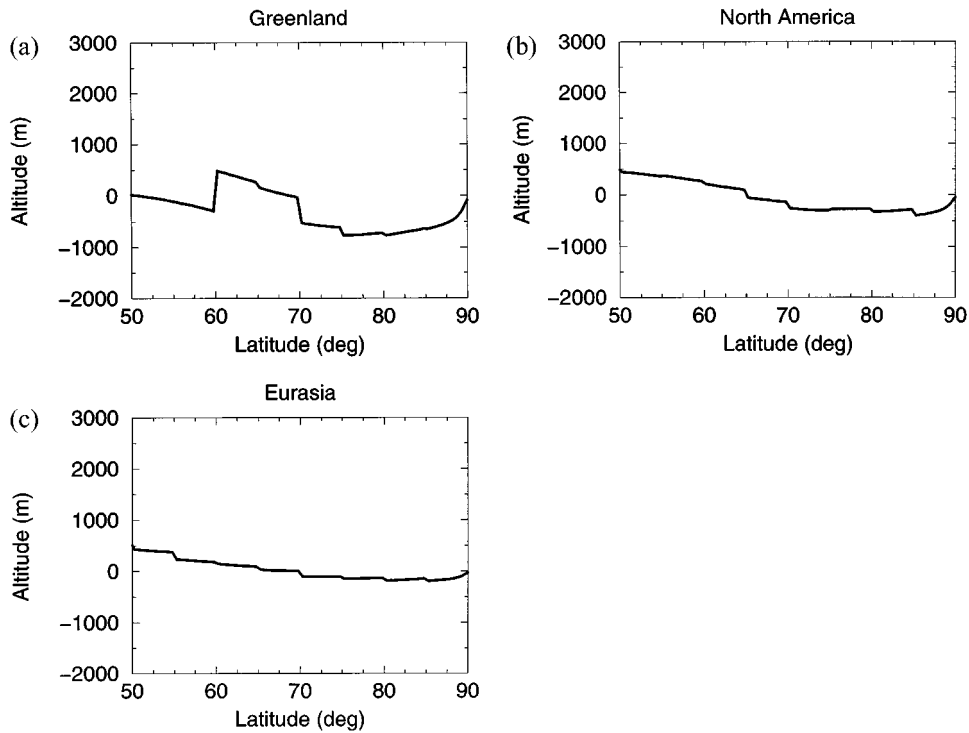 Greenland
(a)
3000
2000
1000
0
−1000
−2000
Altitude (m)
50 60 70 80 90
Latitude (deg)
North America
(b)
3000
2000
1000
0
−1000
−2000
Altitude (m)
50 60 70 80 90
Latitude (deg)
Eurasia
(c)
3000
2000
1000
0
−1000
−2000
Altitude (m)
50 60 70 80 90
Latitude (deg)